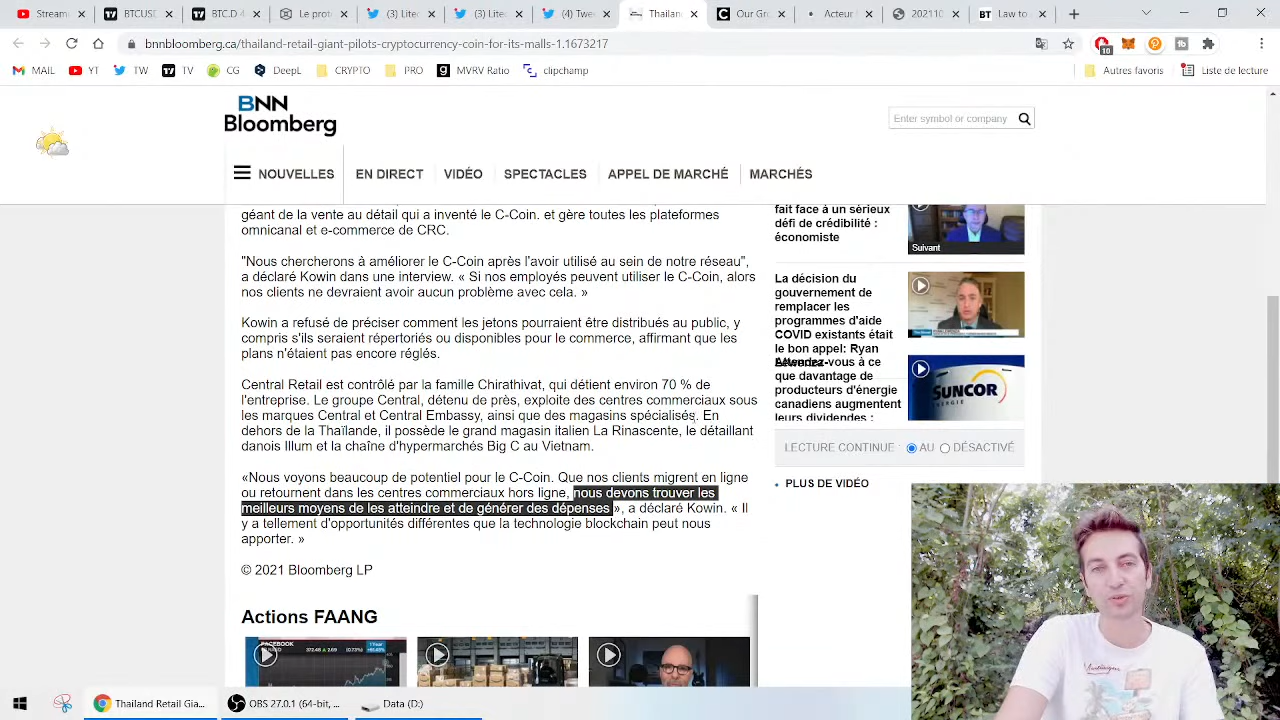 Stream
BTCUSD
BTC.D 4
protoc
(3) Lite
(4) Lite
(4) Twe
Thailan
Our Gr
Acteur
202110
Law to
bnnbloomberg.ca/thailand-retail-giant-pilots-cryptocurrency-coin-for-its-malls-1.1673217
10
MAIL
YT
TW
TV
CG
DeepL
CRYPTO
PRO
MVRV Ratio
clipchamp
Autres favoris
Liste de lecture
BNN
Bloomberg
Enter symbol or company
NOUVELLES
EN DIRECT
VIDÉO
SPECTACLES
APPEL DE MARCHÉ
MARCHÉS
géant de la vente au détail qui a inventé le C-Coin. et gère toutes les plateformes
omnicanal et e-commerce de CRC.
"Nous chercherons à améliorer le C-Coin après l'avoir utilisé au sein de notre réseau",
a déclaré Kowin dans une interview. « Si nos employés peuvent utiliser le C-Coin, alors
nos clients ne devraient avoir aucun problème avec cela. »
Kowin a refusé de préciser comment les jetons pourraient être distribués au public, y
compris s'ils seraient répertoriés ou disponibles pour le commerce, affirmant que les
plans n'étaient pas encore réglés.
Central Retail est contrôlé par la famille Chirathivat, qui détient environ 70 % de
l'entreprise. Le groupe Central, détenu de près, exploite des centres commerciaux sous
les marques Central et Central Embassy, ainsi que des magasins spécialisés. En
dehors de la Thaïlande, il possède le grand magasin italien La Rinascente, le détaillant
danois Illum et la chaîne d'hypermarchés Big C au Vietnam.
«Nous voyons beaucoup de potentiel pour le C-Coin. Que nos clients migrent en ligne
ou retournent dans les centres commerciaux hors ligne, nous devons trouver les
meilleurs moyens de les atteindre et de générer des dépenses », a déclaré Kowin. « Il
y a tellement d'opportunités différentes que la technologie blockchain peut nous
apporter. »
© 2021 Bloomberg LP
Actions FAANG
FACEBOOK
1 Year
fait face à un sérieux
défi de crédibilité :
économiste
Suivant
La décision du
gouvernement de
remplacer les
programmes d'aide
COVID existants était
le bon appel: Ryan
Attendez-vous à ce
que davantage de
producteurs d'énergie
canadiens augmentent
leurs dividendes :
SUNCOR
LECTURE CONTINUE
AU
DÉSACTIVÉ
PLUS DE VIDÉO
Thailand Retail Gia...
OBS 27.0.1 (64-bit, ...
Data (D:)